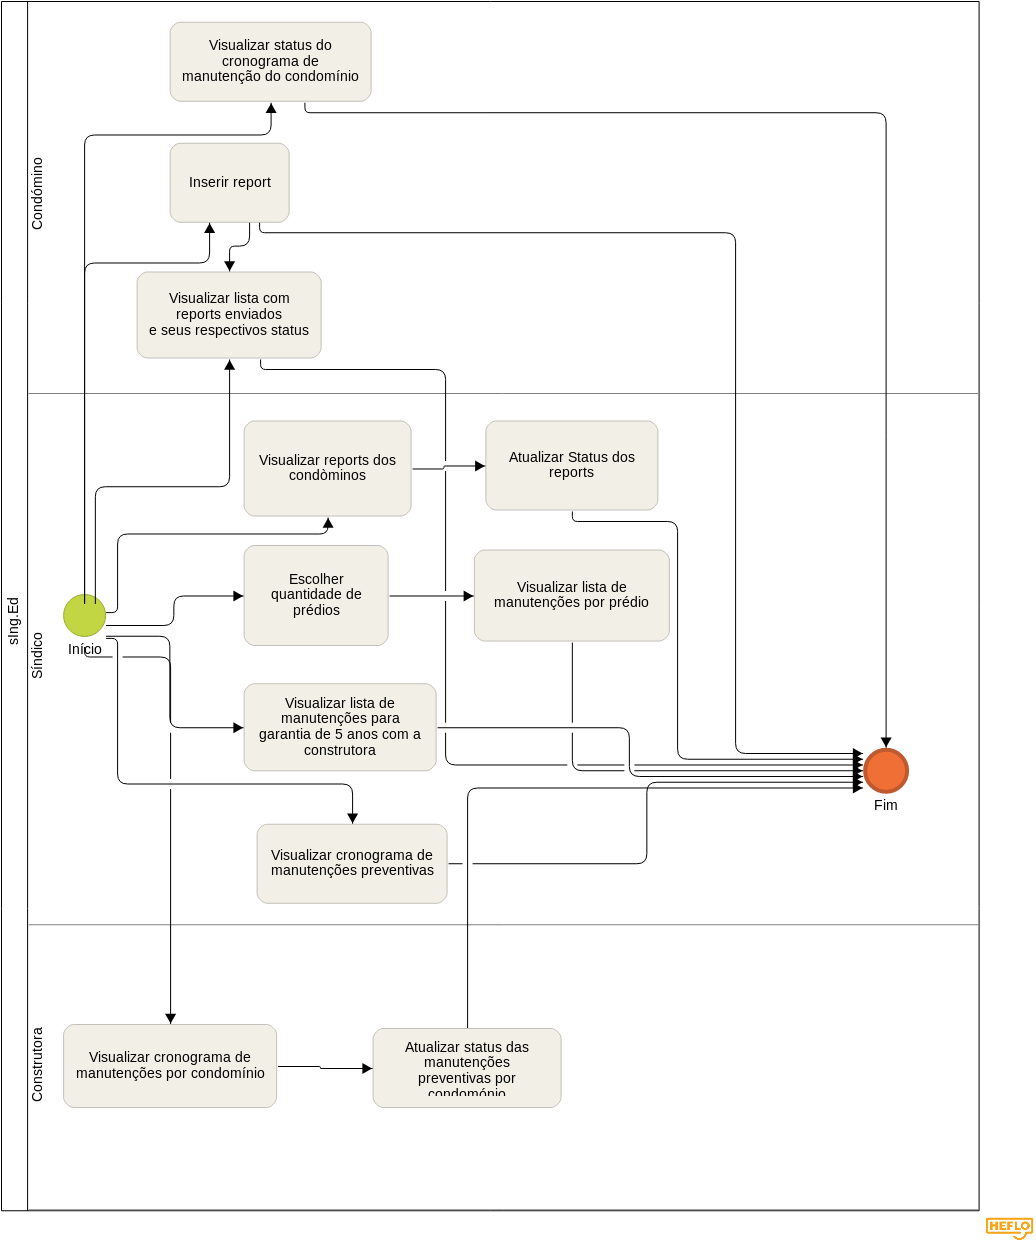 sIng.Ed
Condómino
Visualizar status do
cronograma de
manutenção do condomínio
Inserir report
Visualizar lista com
reports enviados
e seus respectivos status
Síndico
Visualizar reports dos
condòminos
Atualizar Status dos
reports
Escolher
quantidade de
prédios
Visualizar lista de
manutenções por prédio
Início
Visualizar lista de
manutenções para
garantia de 5 anos com a
construtora
Fim
Visualizar cronograma de
manutenções preventivas
Construtora
Visualizar cronograma de
manutenções por condomínio
Atualizar status das
manutenções
preventivas por
condomónio
HEFLO